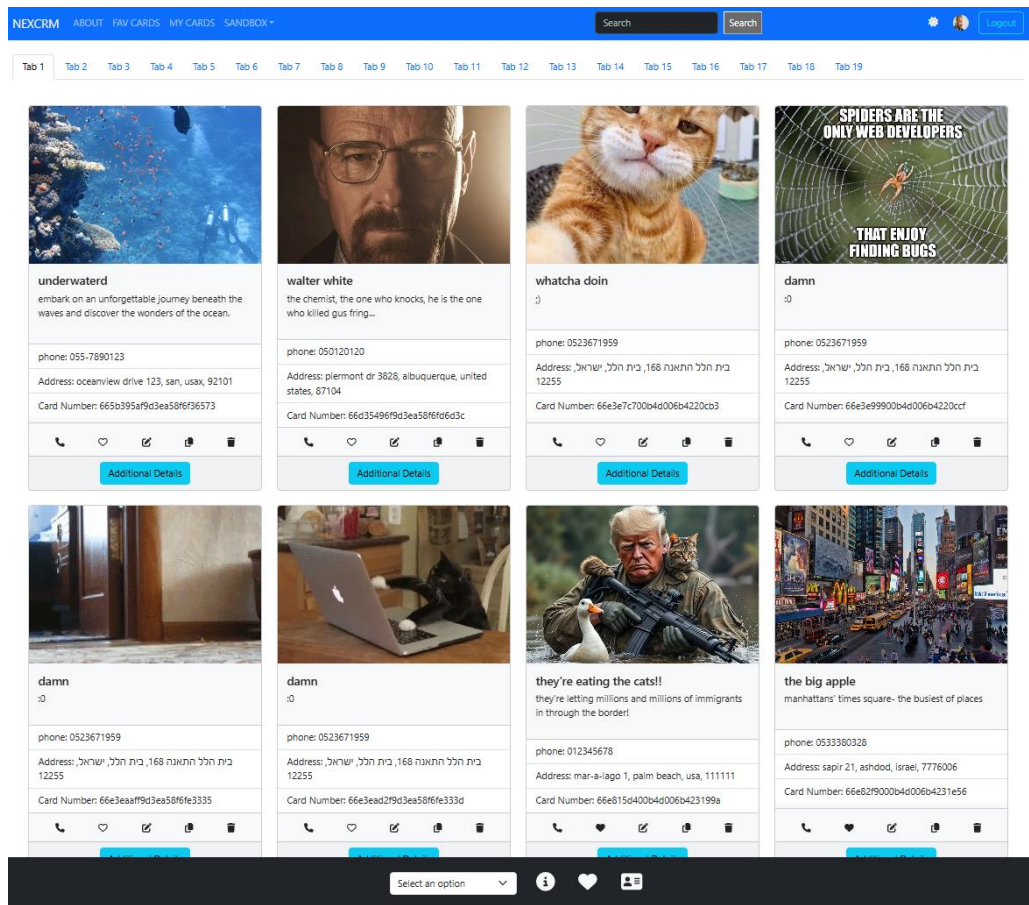 NEXCRM ABOUT FAV CARDS MY CARDS SANDBOX Search Search Logout
Tab 1 Tab 2 Tab 3 Tab 4 Tab 5 Tab 6 Tab 7 Tab 8 Tab 9 Tab 10 Tab 11 Tab 12 Tab 13 Tab 14 Tab 15 Tab 16 Tab 17 Tab 18 Tab 19
underwaterd
embark on an unforgettable journey beneath the
waves and discover the wonders of the ocean.
phone: 055-7890123
Address: oceanview drive 123, san, usax, 92101
Card Number: 665b395af9d3ea58f6f36573
Additional Details
walter white
the chemist, the one who knocks, he is the one
who killed gus fring...
phone: 050120120
Address: piermont dr 3828, albuquerque, united
states, 87104
Card Number: 66d35496f9d3ea58f6fd6d3c
Additional Details
whatcha doin
;)
phone: 0523671959
Address: בית הלל התאנה 168, בית הלל, ישראל,
12255
Card Number: 66e3e7c700b4d006b4220cb3
Additional Details
SPIDERS ARE THE
ONLY WEB DEVELOPERS
THAT ENJOY
FINDING BUGS
damn
:0
phone: 0523671959
Address: בית הלל התאנה 168, בית הלל, ישראל,
12255
Card Number: 66e3e99900b4d006b4220ccf
Additional Details
damn
:0
phone: 0523671959
Address: בית הלל התאנה 168, בית הלל, ישראל,
12255
Card Number: 66e3eaaff9d3ea58f6fe3335
damn
:0
phone: 0523671959
Address: בית הלל התאנה 168, בית הלל, ישראל,
12255
Card Number: 66e3ead2f9d3ea58f6fe333d
they're eating the cats!!
they're letting millions and millions of immigrants
in through the border!
phone: 012345678
Address: mar-a-lago 1, palm beach, usa, 111111
Card Number: 66e815d400b4d006b423199a
the big apple
manhattans' times square- the busiest of places
phone: 0533380328
Address: sapir 21, ashdod, israel, 7776006
Card Number: 66e82f9000b4d006b4231e56
Select an option